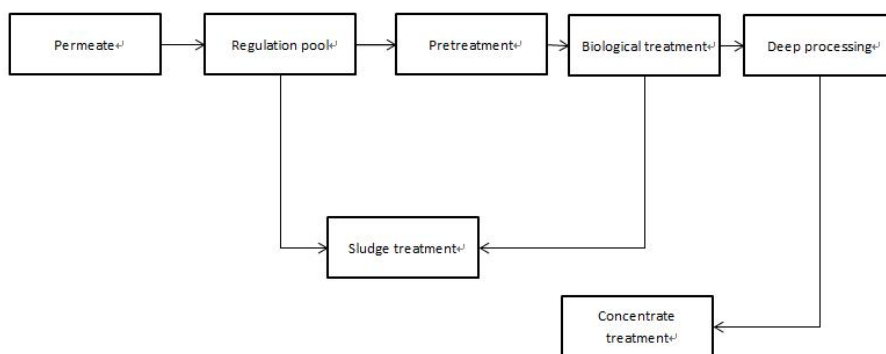 Permeate↵
Regulation pool↵
Pretreatment↵
Biological treatment↵
Deep processing↵
Sludge treatment↵
Concentrate
treatment↵